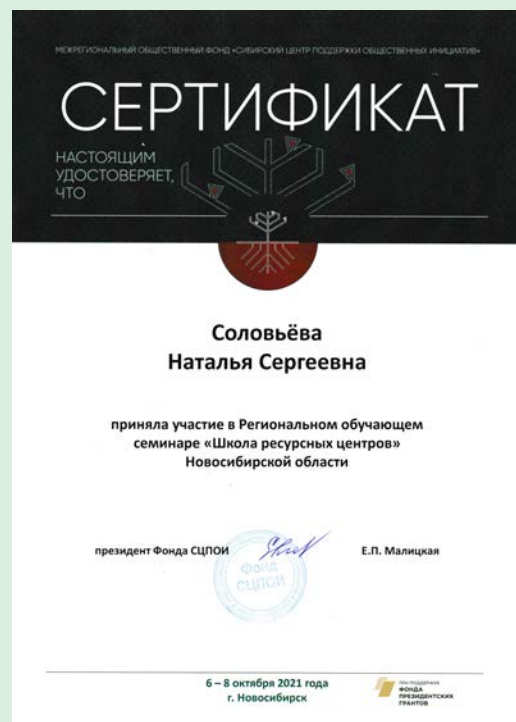 МЕЖРЕГИОНАЛЬНЫЙ ОБЩЕСТВЕННЫЙ ФОНД «СИБИРСКИЙ ЦЕНТР ПОДДЕРЖКИ ОБЩЕСТВЕННЫХ ИНИЦИАТИВ»
СЕРТИФИКАТ
НАСТОЯЩИМ
УДОСТОВЕРЯЕТ,
ЧТО
Соловьёва
Наталья Сергеевна
приняла участие в Региональном обучающем
семинаре «Школа ресурсных центров»
Новосибирской области
президент Фонда СЦПОИ Е.П. Малицкая
Фонд
СЦПОИ
6 – 8 октября 2021 года
г. Новосибирск
ПРИ ПОДДЕРЖКЕ
ФОНДА
ПРЕЗИДЕНТСКИХ
ГРАНТОВ